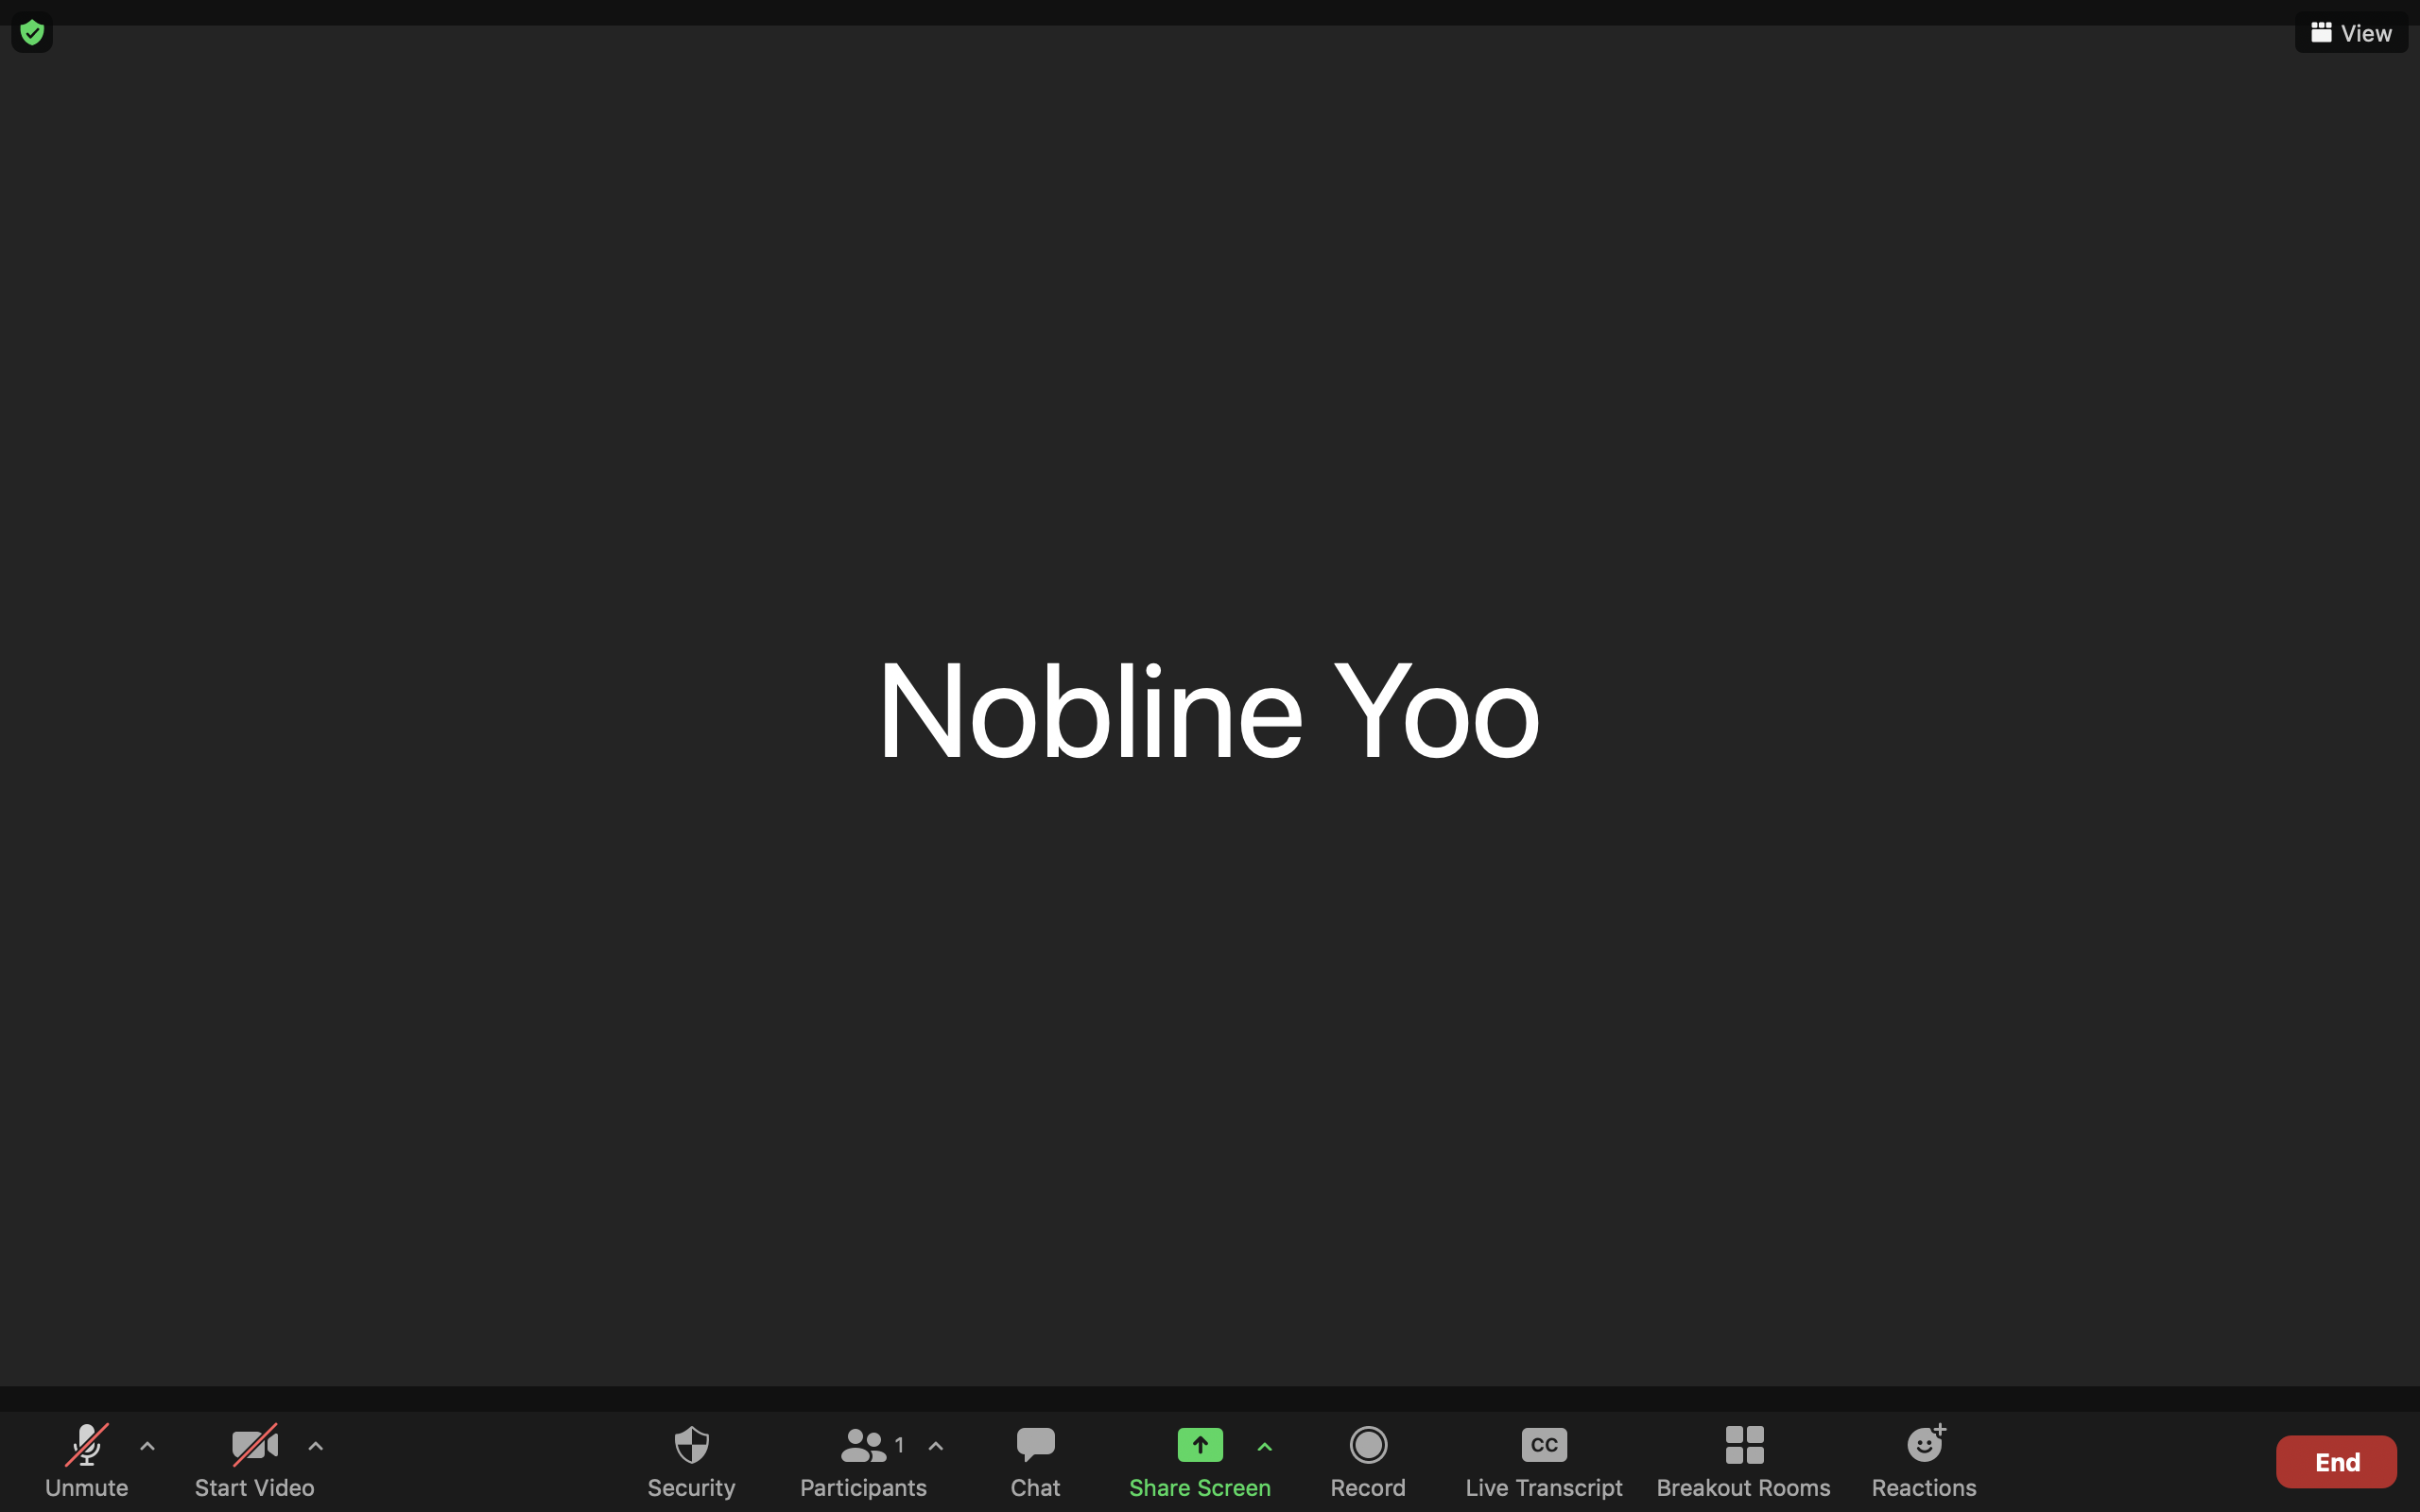 View
Nobline Yoo
1
CC
Unmute
Start Video
Security
Participants
Chat
Share Screen
Record
Live Transcript
Breakout Rooms
Reactions
End